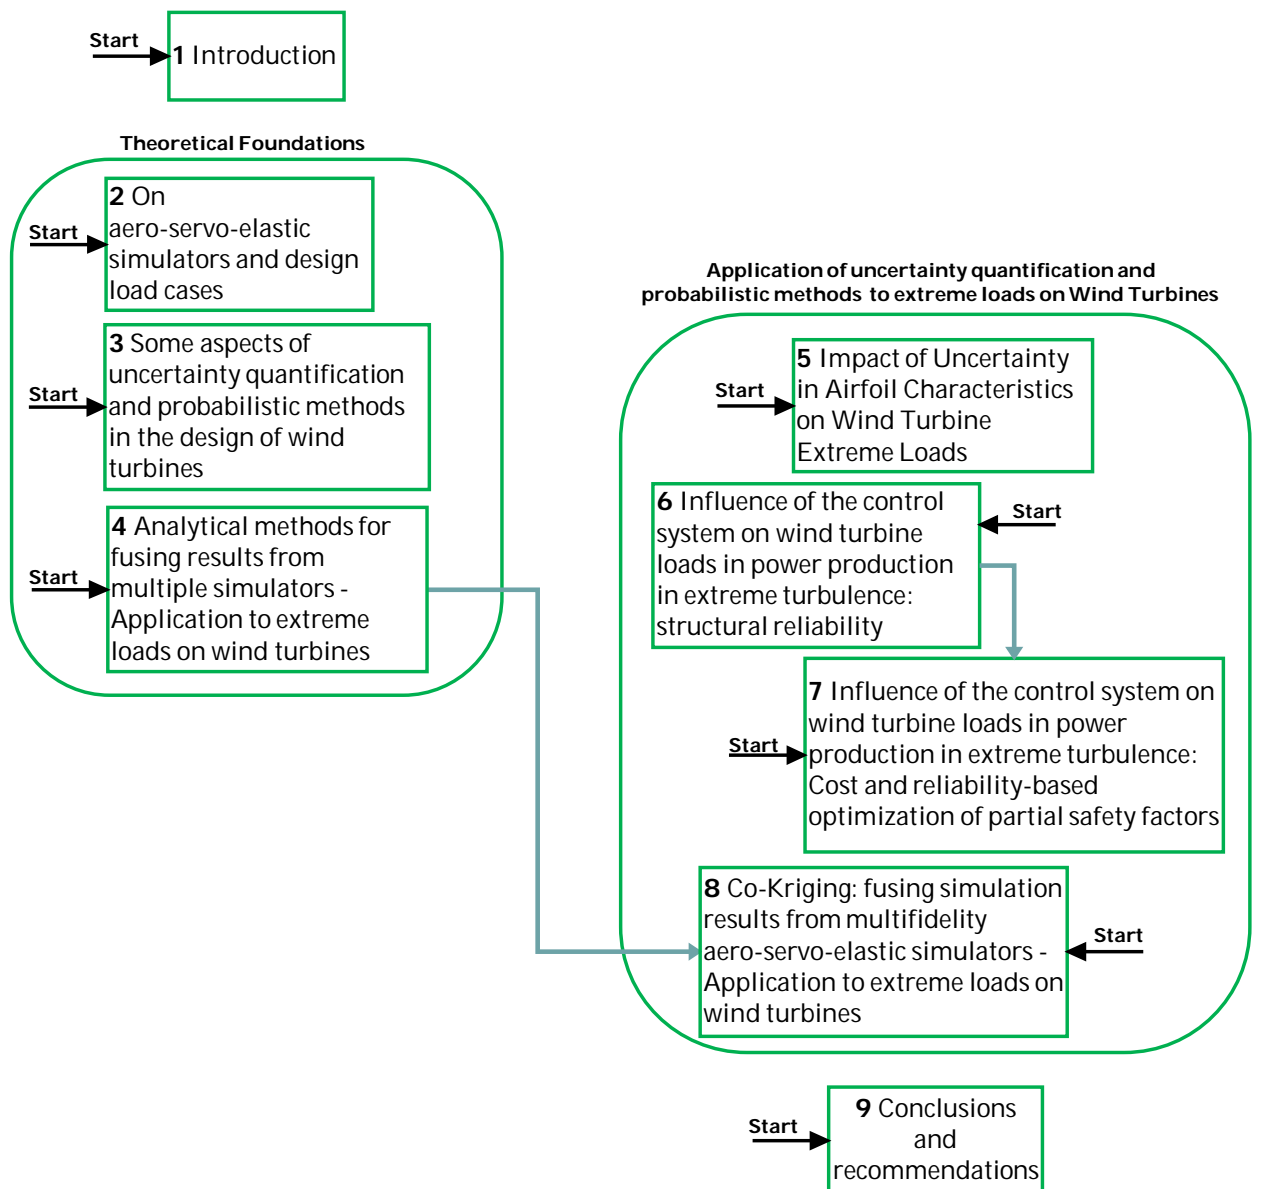 Start
1 Introduction
Theoretical Foundations
Start
2 On
aero-servo-elastic
simulators and design
load cases
Start
3 Some aspects of
uncertainty quantification
and probabilistic methods
in the design of wind
turbines
Start
4 Analytical methods for
fusing results from
multiple simulators -
Application to extreme
loads on wind turbines
Application of uncertainty quantification and
probabilistic methods to extreme loads on Wind Turbines
Start
5 Impact of Uncertainty
in Airfoil Characteristics
on Wind Turbine
Extreme Loads
6 Influence of the control
system on wind turbine
loads in power production
in extreme turbulence:
structural reliability
Start
Start
7 Influence of the control system on
wind turbine loads in power
production in extreme turbulence:
Cost and reliability-based
optimization of partial safety factors
8 Co-Kriging: fusing simulation
results from multifidelity
aero-servo-elastic simulators -
Application to extreme loads on
wind turbines
Start
Start
9 Conclusions
and
recommendations